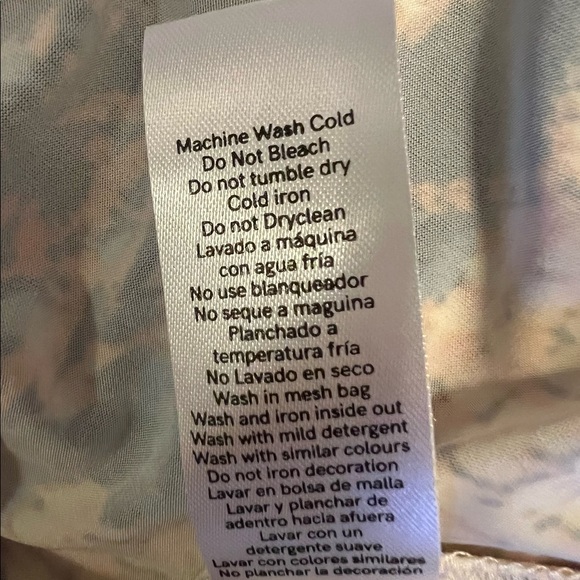 Machine Wash Cold
Do Not Bleach
Do not tumble dry
Cold iron
Do not Dryclean
Lavado a máquina
con agua fría
No use blanqueador
No seque a maguina
Planchado a
temperatura fría
No Lavado en seco
Wash in mesh bag
Wash and iron inside out
Wash with mild detergent
Wash with similar colours
Do not iron decoration
Lavar en bolsa de malla
Lavar y planchar de
adentro hacia afuera
Lavar con un
detergente suave
Lavar con colores similares
No planchar la decoración